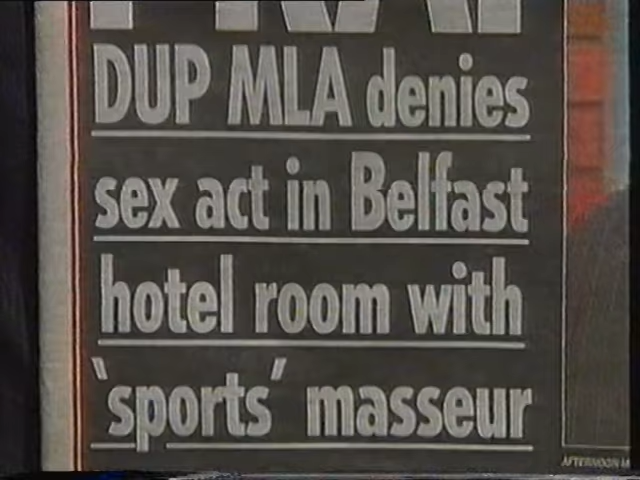 DUP MLA denies
sex act in Belfast
hotel room with
'sports' masseur